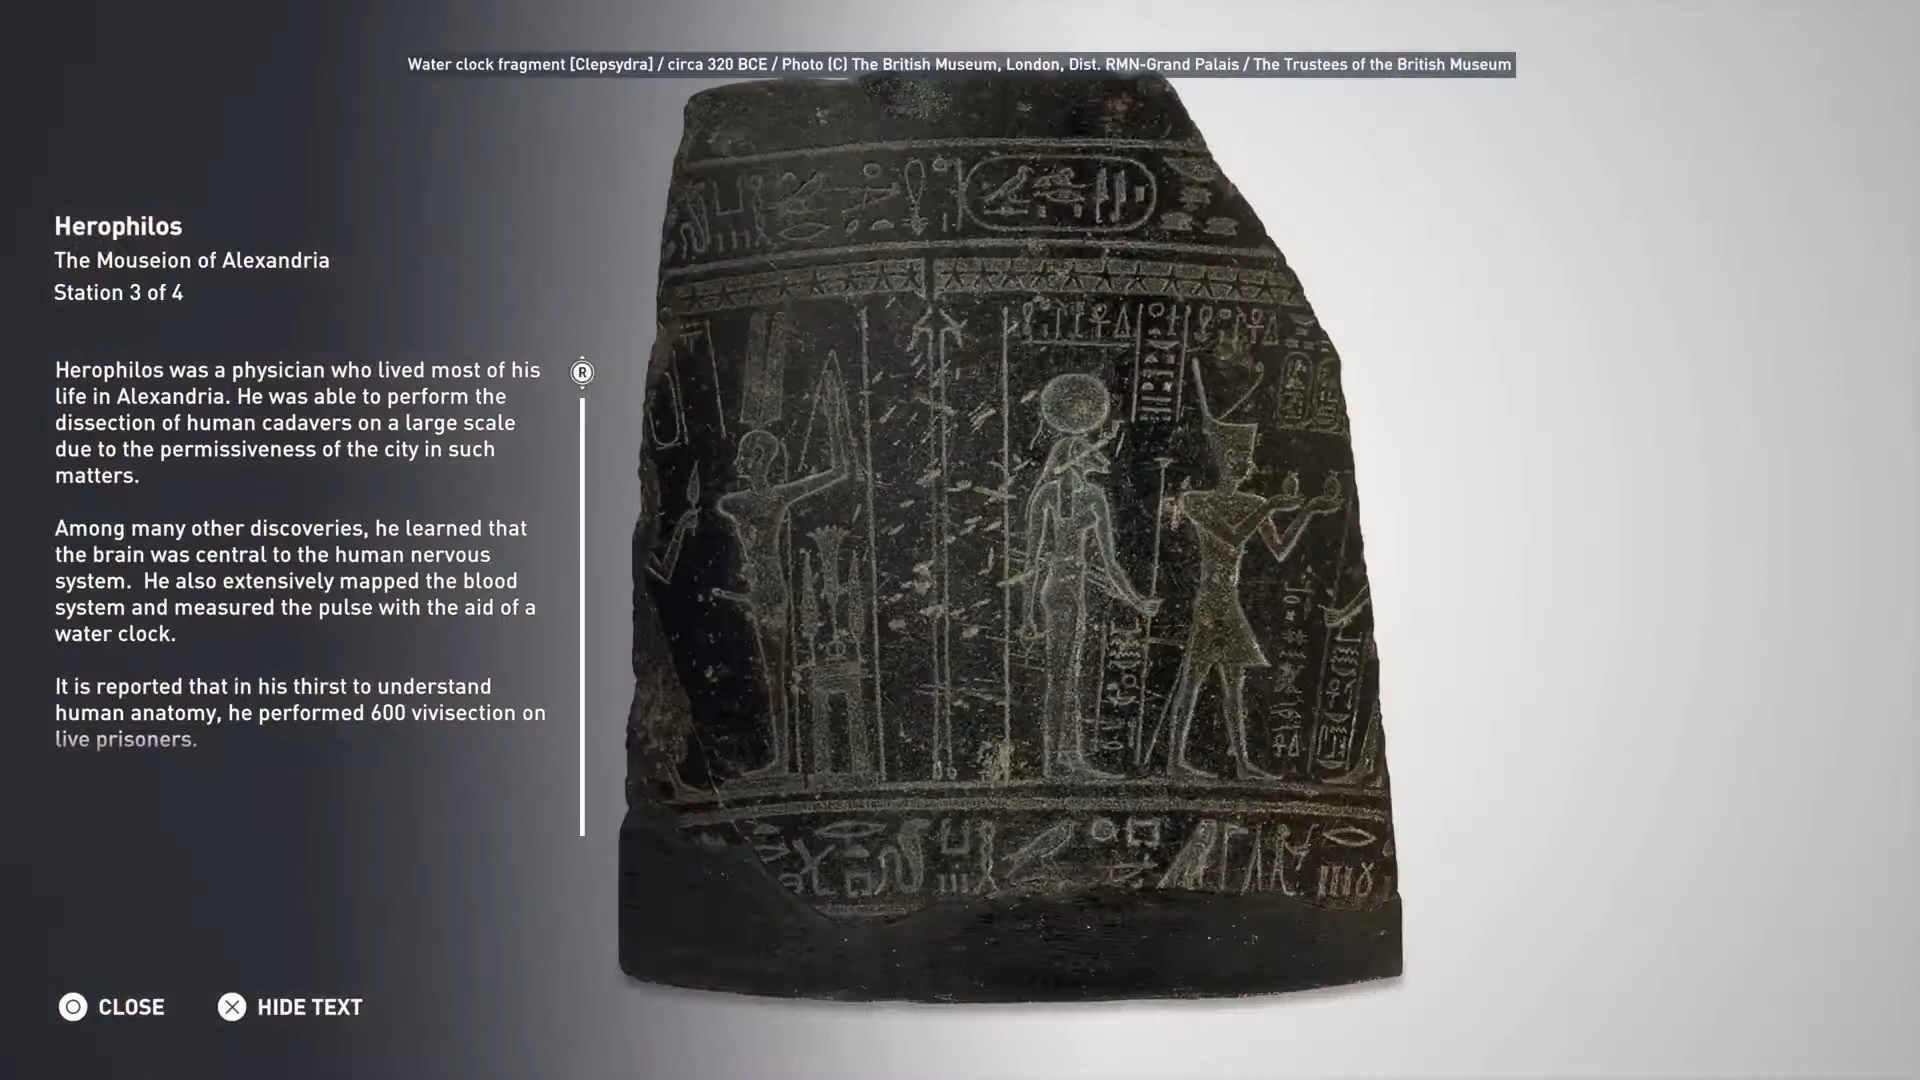 Water clock fragment [Clepsydra] / circa 320 BCE / Photo (C) The British Museum, London, Dist. RMN-Grand Palais / The Trustees of the British Museum
Herophilos
The Mouseion of Alexandria
Station 3 of 4
Herophilos was a physician who lived most of his
life in Alexandria. He was able to perform the
dissection of human cadavers on a large scale
due to the permissiveness of the city in such
matters.
Among many other discoveries, he learned that
the brain was central to the human nervous
system.  He also extensively mapped the blood
system and measured the pulse with the aid of a
water clock.
It is reported that in his thirst to understand
human anatomy, he performed 600 vivisection on
live prisoners.
R
CLOSE
HIDE TEXT